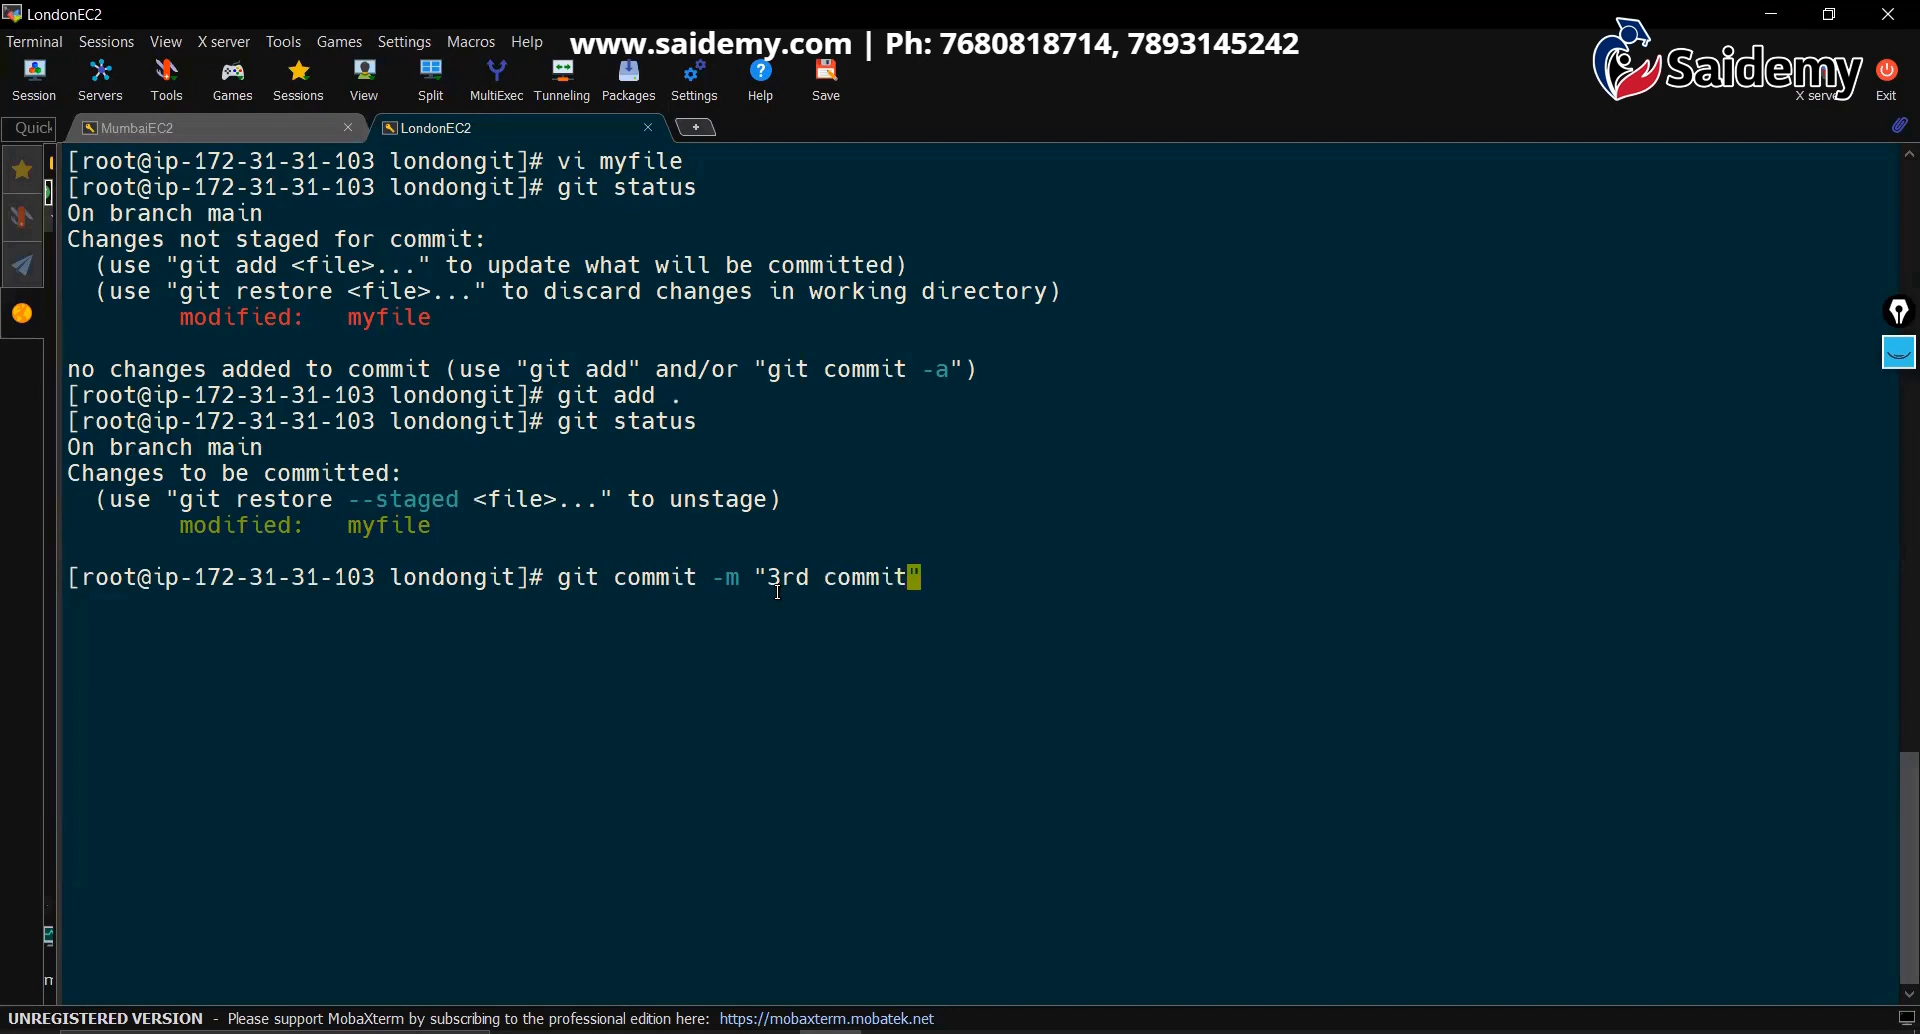 LondonEC2
Terminal Sessions View X server Tools Games Settings Macros Help
www.saidemy.com | Ph: 7680818714, 7893145242
Saidemy
Session Servers Tools Games Sessions View Split MultiExec Tunneling Packages Settings Help Save X serve Exit
Quick MumbaiEC2 LondonEC2
[root@ip-172-31-31-103 londongit]# vi myfile
[root@ip-172-31-31-103 londongit]# git status
On branch main
Changes not staged for commit:
  (use "git add <file>..." to update what will be committed)
  (use "git restore <file>..." to discard changes in working directory)
        modified:   myfile
no changes added to commit (use "git add" and/or "git commit -a")
[root@ip-172-31-31-103 londongit]# git add .
[root@ip-172-31-31-103 londongit]# git status
On branch main
Changes to be committed:
  (use "git restore --staged <file>..." to unstage)
        modified:   myfile
[root@ip-172-31-31-103 londongit]# git commit -m "3rd commit"
UNREGISTERED VERSION - Please support MobaXterm by subscribing to the professional edition here: https://mobaxterm.mobatek.net